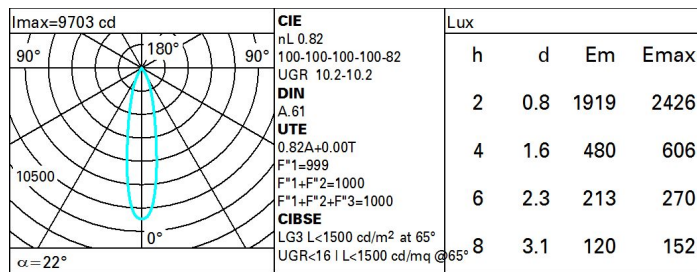 Imax=9703 cd
90° 180° 90°
10500
0°
α=22°
CIE
nL 0.82
100-100-100-100-82
UGR 10.2-10.2
DIN
A.61
UTE
0.82A+0.00T
F"1=999
F"1+F"2=1000
F"1+F"2+F"3=1000
CIBSE
LG3 L<1500 cd/m² at 65°
UGR<16 | L<1500 cd/mq @65°
Lux
h d Em Emax
2 0.8 1919 2426
4 1.6 480 606
6 2.3 213 270
8 3.1 120 152